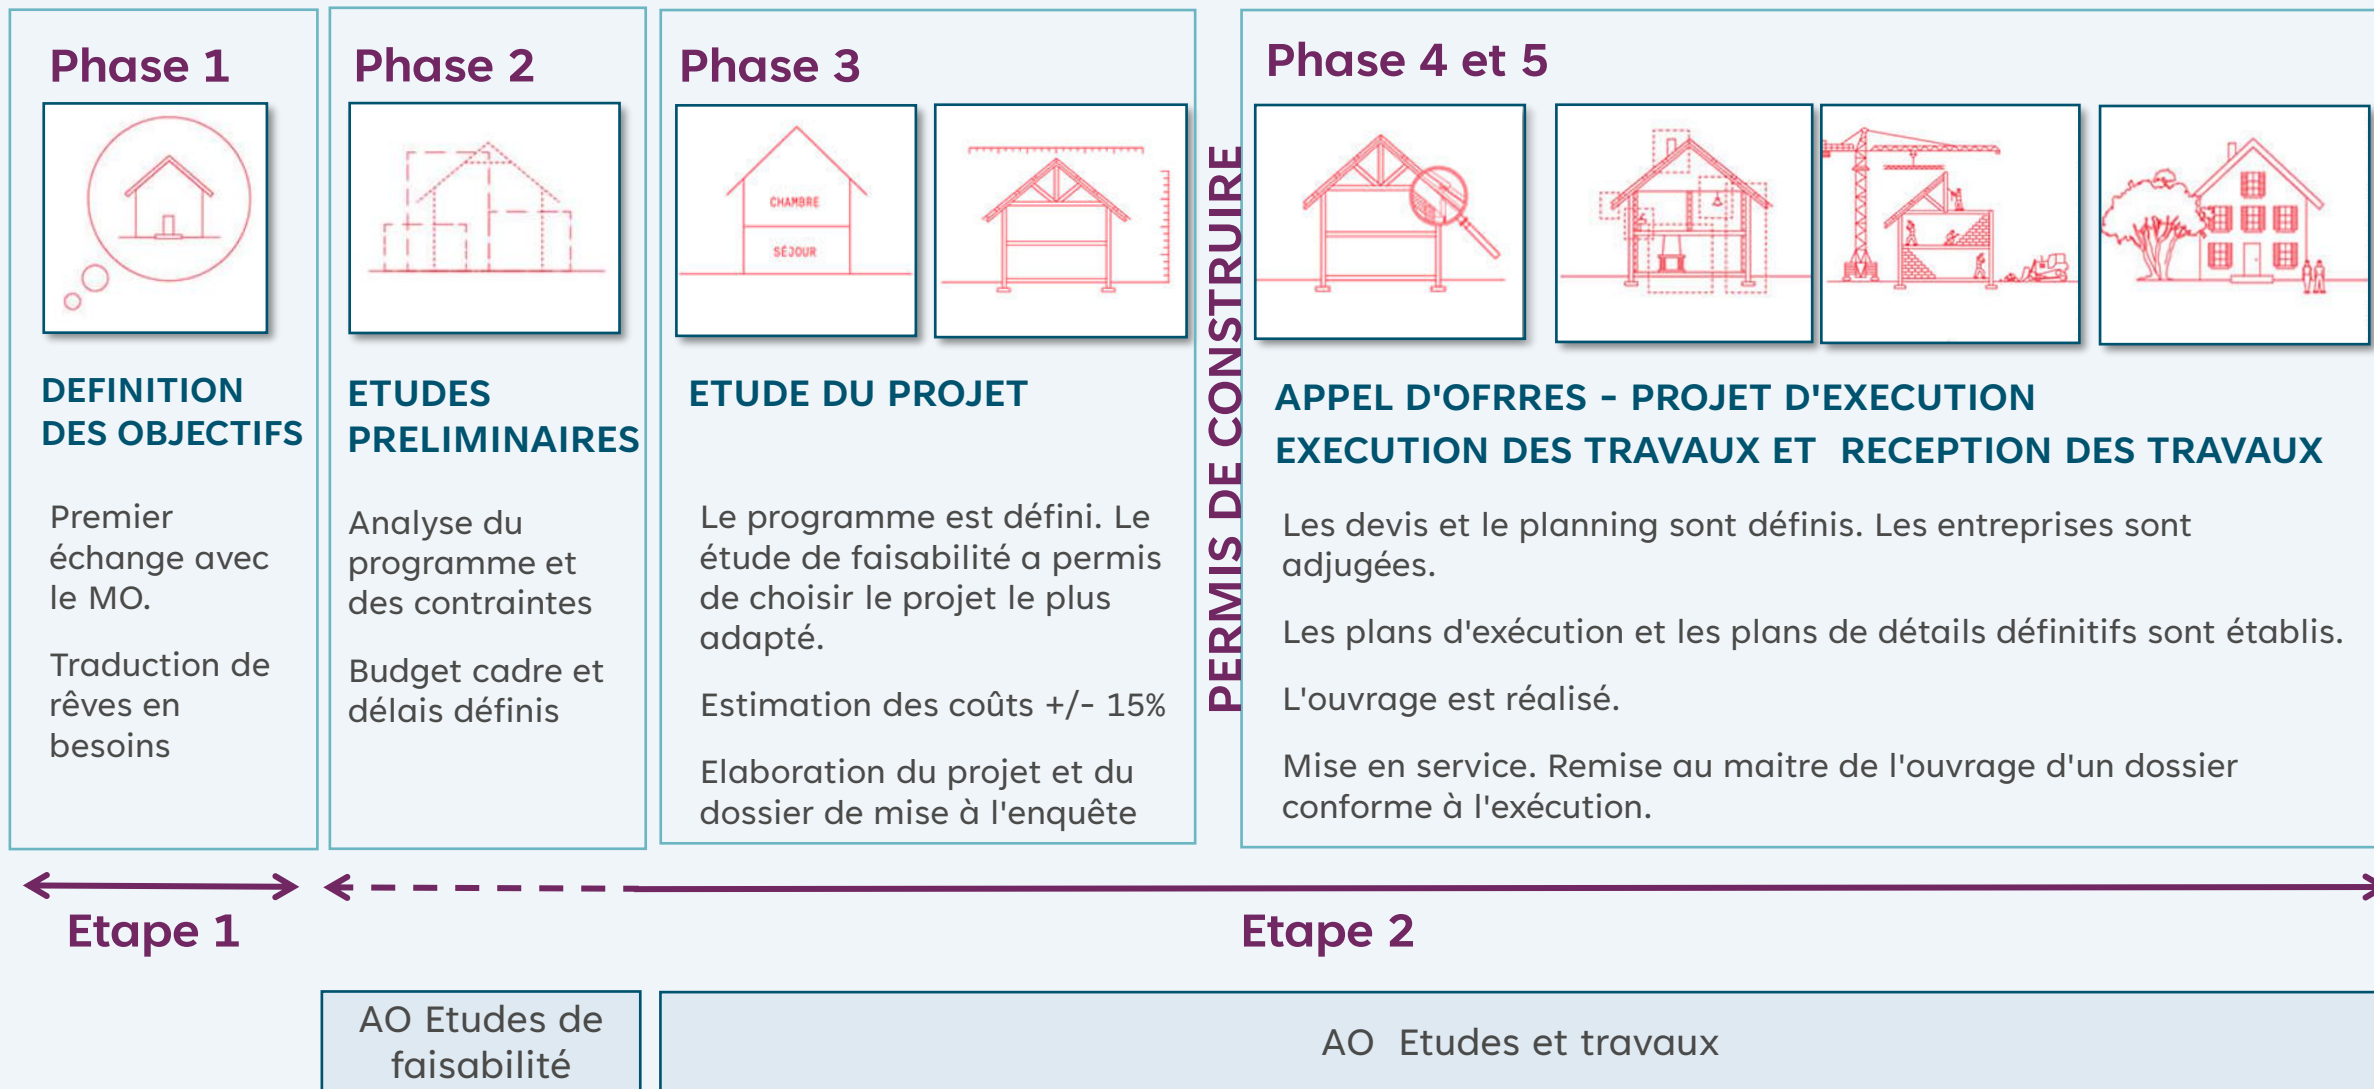 Phase 1
DEFINITION
DES OBJECTIFS
Premier
échange avec
le MO.
Traduction de
rêves en
besoins
Phase 2
ETUDES
PRELIMINAIRES
Analyse du
programme et
des contraintes
Budget cadre et
délais définis
Phase 3
CHAMBRE
SÉJOUR
ETUDE DU PROJET
Le programme est défini. Le
étude de faisabilité a permis
de choisir le projet le plus
adapté.
Estimation des coûts +/- 15%
Elaboration du projet et du
dossier de mise à l'enquête
PERMIS DE CONSTRUIRE
Phase 4 et 5
APPEL D'OFRRES - PROJET D'EXECUTION
EXECUTION DES TRAVAUX ET RECEPTION DES TRAVAUX
Les devis et le planning sont définis. Les entreprises sont
adjugées.
Les plans d'exécution et les plans de détails définitifs sont établis.
L'ouvrage est réalisé.
Mise en service. Remise au maitre de l'ouvrage d'un dossier
conforme à l'exécution.
Etape 1
Etape 2
AO Etudes de
faisabilité
AO Etudes et travaux